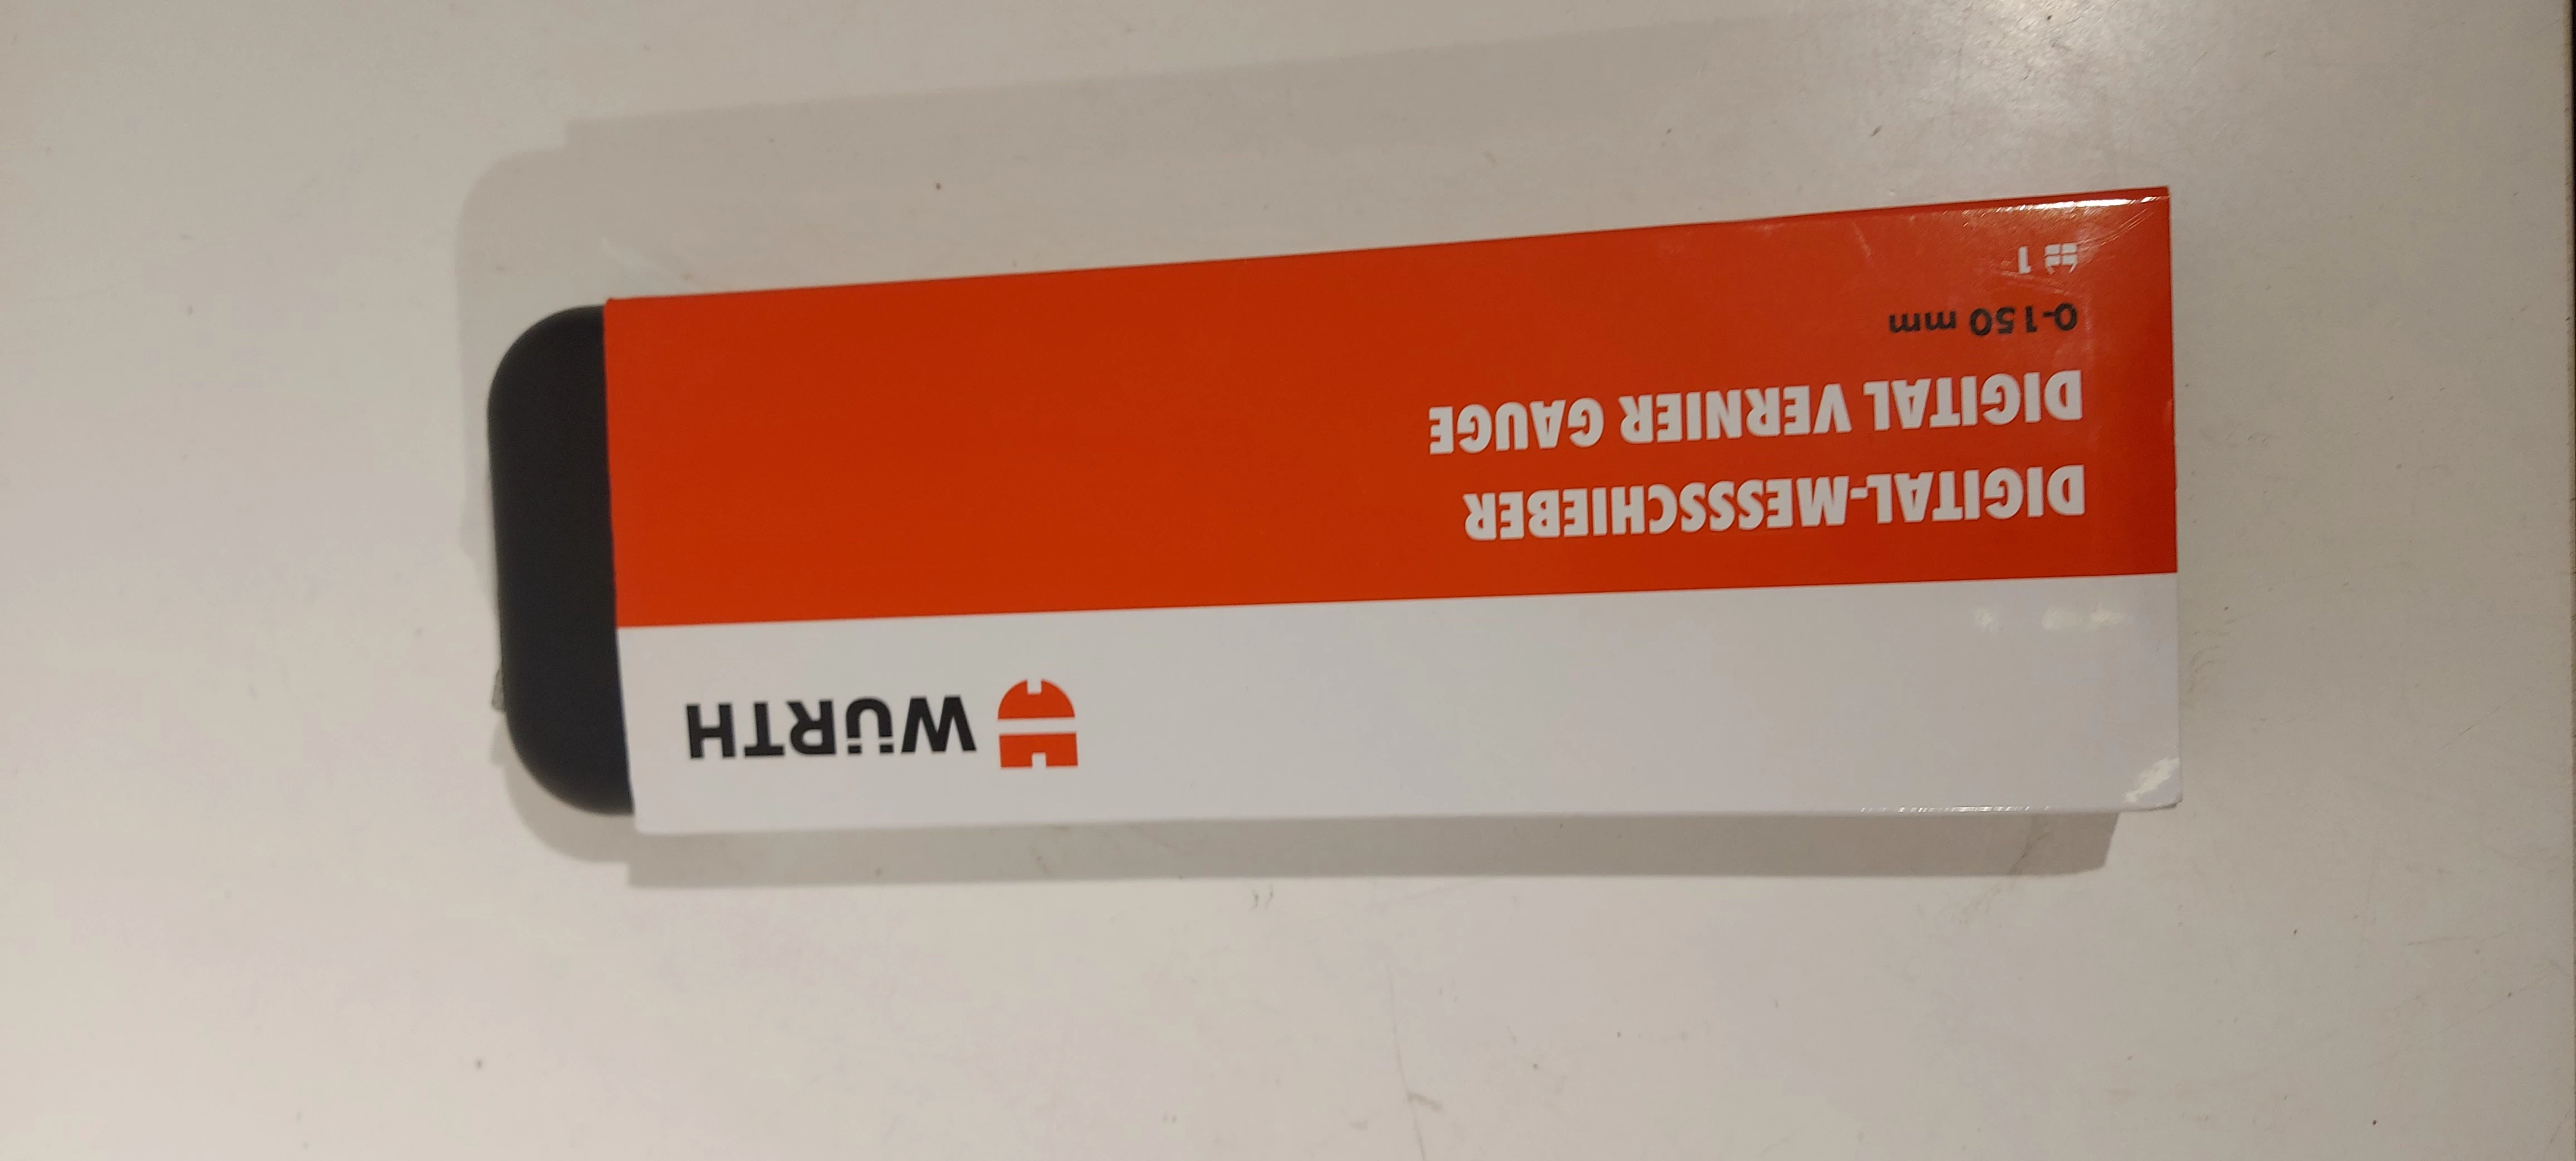 WÜRTH
DIGITAL-MESSSCHIEBER
DIGITAL VERNIER GAUGE
0-150 mm
1